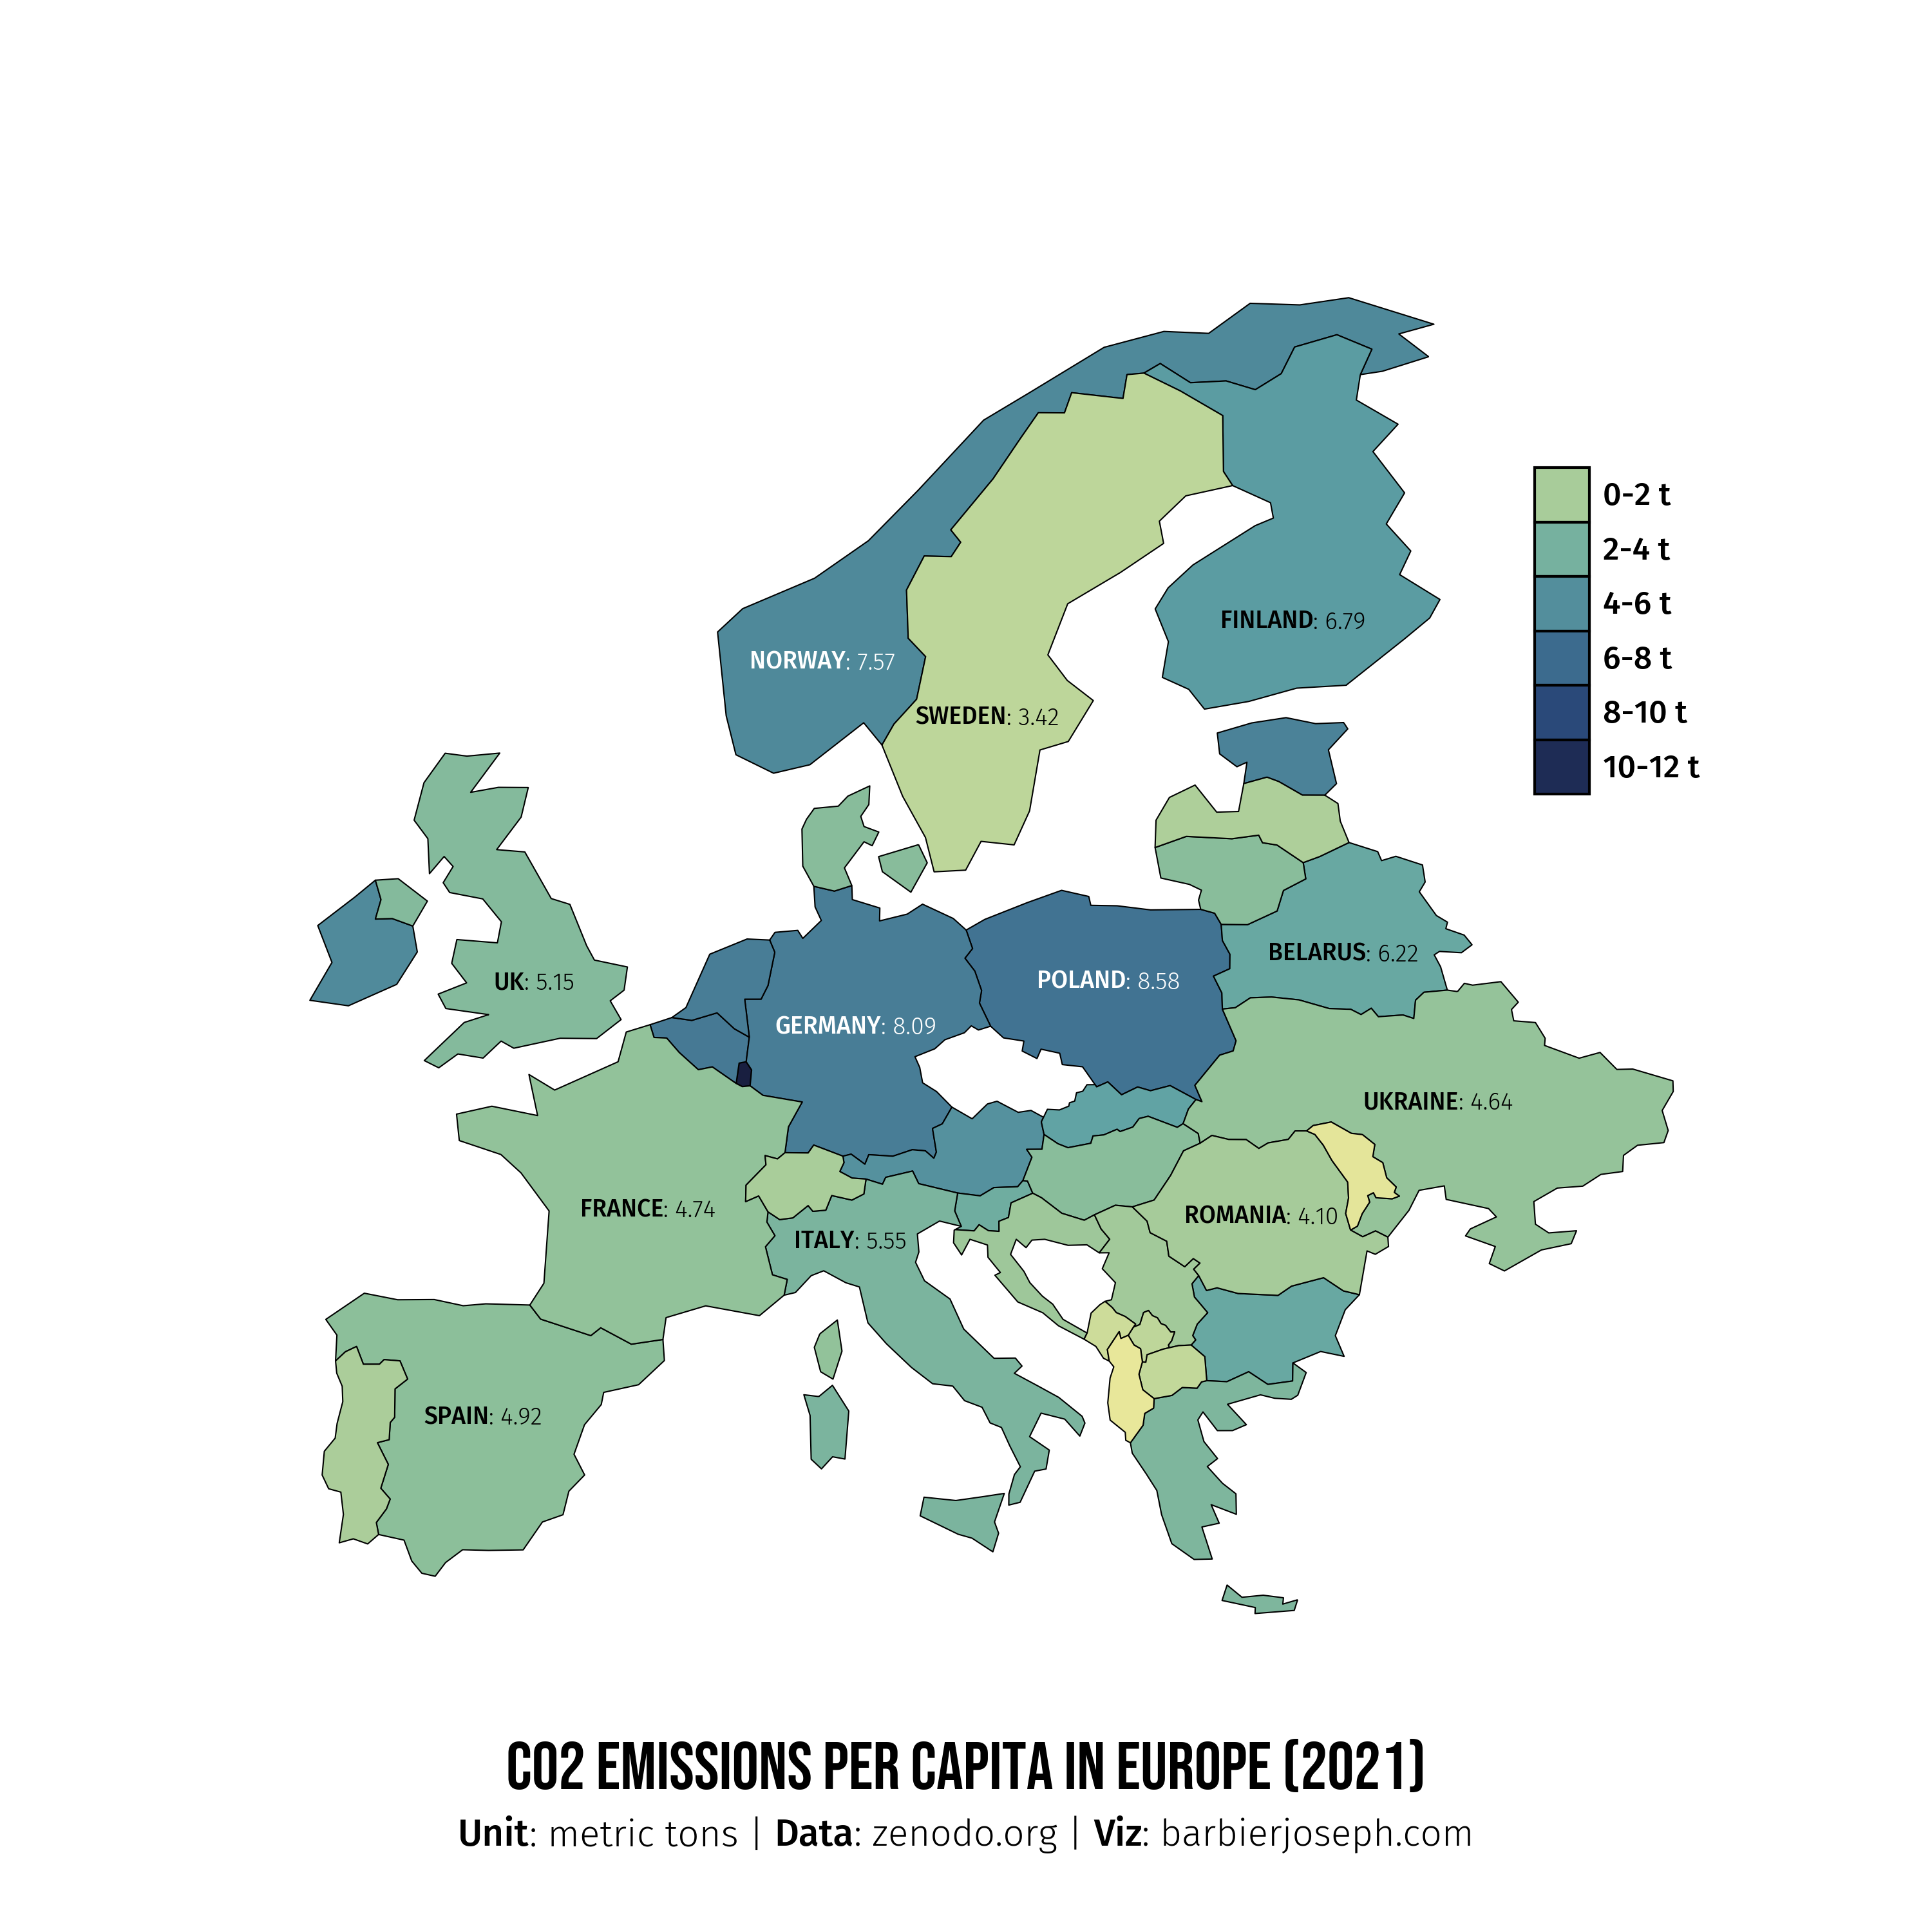 0-2 t
2-4 t
4-6 t
6-8 t
8-10 t
10-12 t
FINLAND: 6.79
NORWAY: 7.57
SWEDEN: 3.42
BELARUS: 6.22
UK: 5.15
POLAND: 8.58
GERMANY: 8.09
UKRAINE: 4.64
FRANCE: 4.74
ROMANIA: 4.10
ITALY: 5.55
SPAIN: 4.92
CO2 EMISSIONS PER CAPITA IN EUROPE (2021)
Unit: metric tons | Data: zenodo.org | Viz: barbierjoseph.com